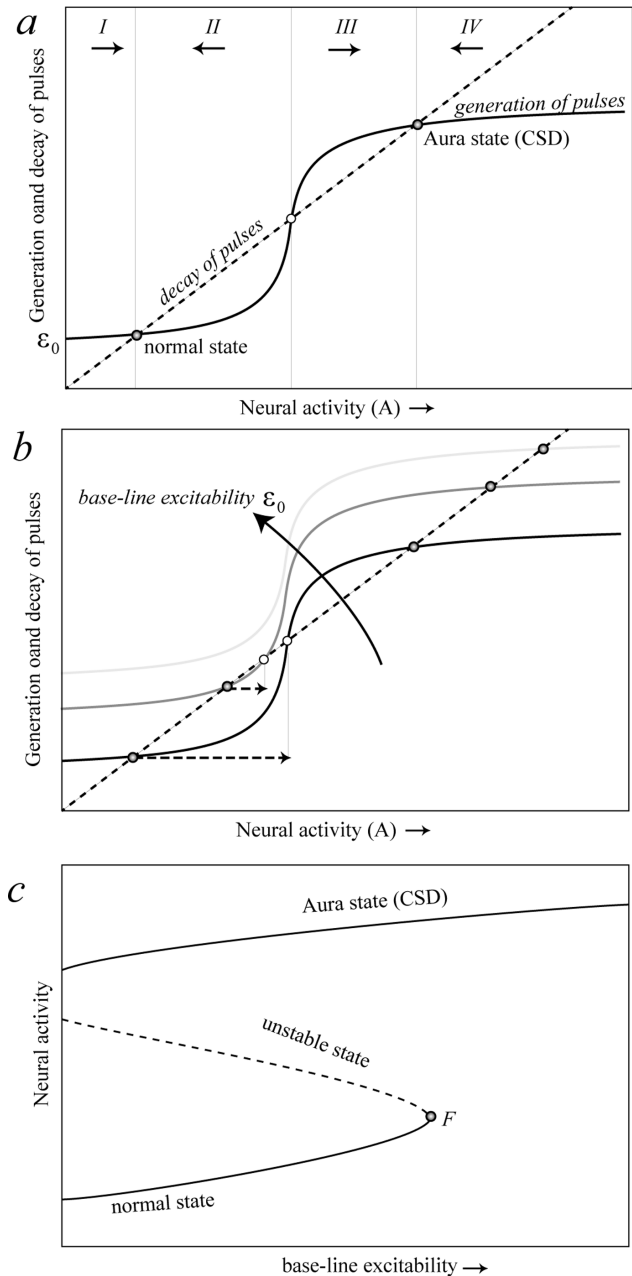 a
I II III IV
Generation oand decay of pulses
generation of pulses
Aura state (CSD)
decay of pulses
ε0
normal state
Neural activity (A)
b
base-line excitability ε0
Generation oand decay of pulses
Neural activity (A)
c
Aura state (CSD)
Neural activity
unstable state
F
normal state
base-line excitability